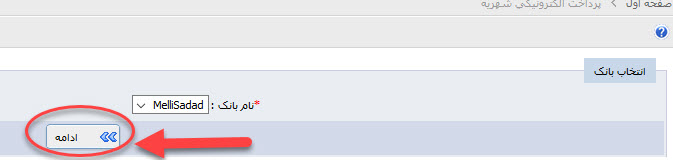 صفحه اول > پرداخت الکترونیکی شهریه
انتخاب بانک
*نام بانک : MelliSadad
ادامه